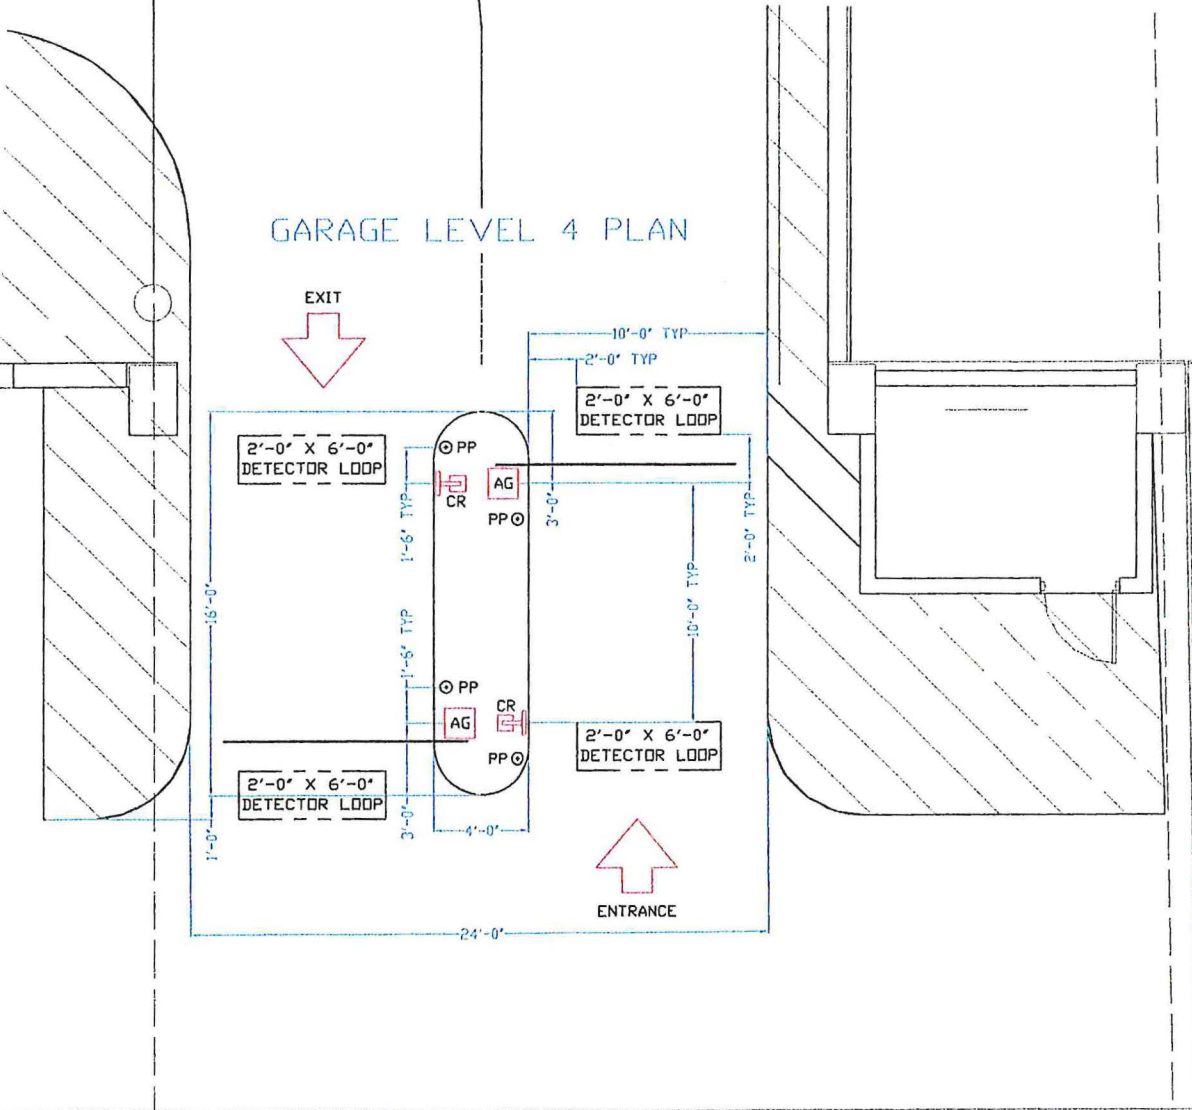 GARAGE LEVEL 4 PLAN
EXIT
10'-0" TYP
2'-0" TYP
2'-0" X 6'-0"
DETECTOR LOOP
2'-0" X 6'-0"
DETECTOR LOOP
PP
CR
AG
PP
3'-0"
1'-6" TYP
2'-0" TYP
16'-0"
10'-0" TYP
1'-6" TYP
PP
AG
CR
PP
2'-0" X 6'-0"
DETECTOR LOOP
2'-0" X 6'-0"
DETECTOR LOOP
3'-0"
1'-0"
4'-0"
ENTRANCE
24'-0"